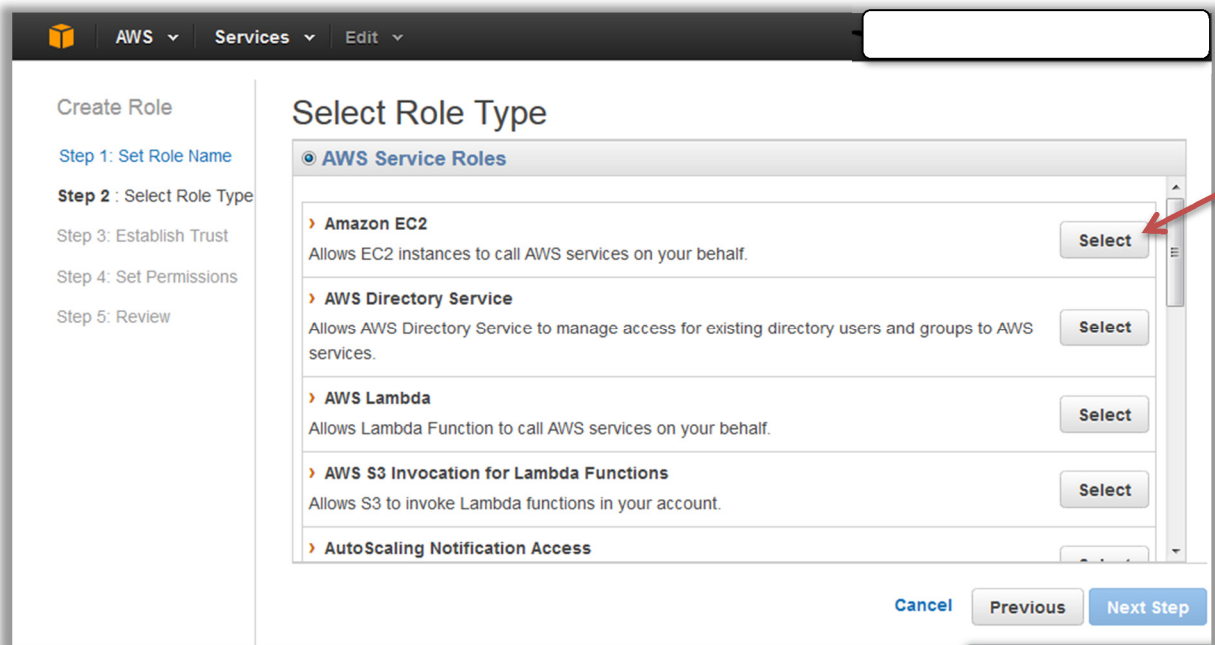 AWS Services Edit
Create Role
Step 1: Set Role Name
Step 2 : Select Role Type
Step 3: Establish Trust
Step 4: Set Permissions
Step 5: Review
Select Role Type
AWS Service Roles
Amazon EC2
Allows EC2 instances to call AWS services on your behalf.
Select
AWS Directory Service
Allows AWS Directory Service to manage access for existing directory users and groups to AWS
services.
Select
AWS Lambda
Allows Lambda Function to call AWS services on your behalf.
Select
AWS S3 Invocation for Lambda Functions
Allows S3 to invoke Lambda functions in your account.
Select
AutoScaling Notification Access
Cancel Previous Next Step